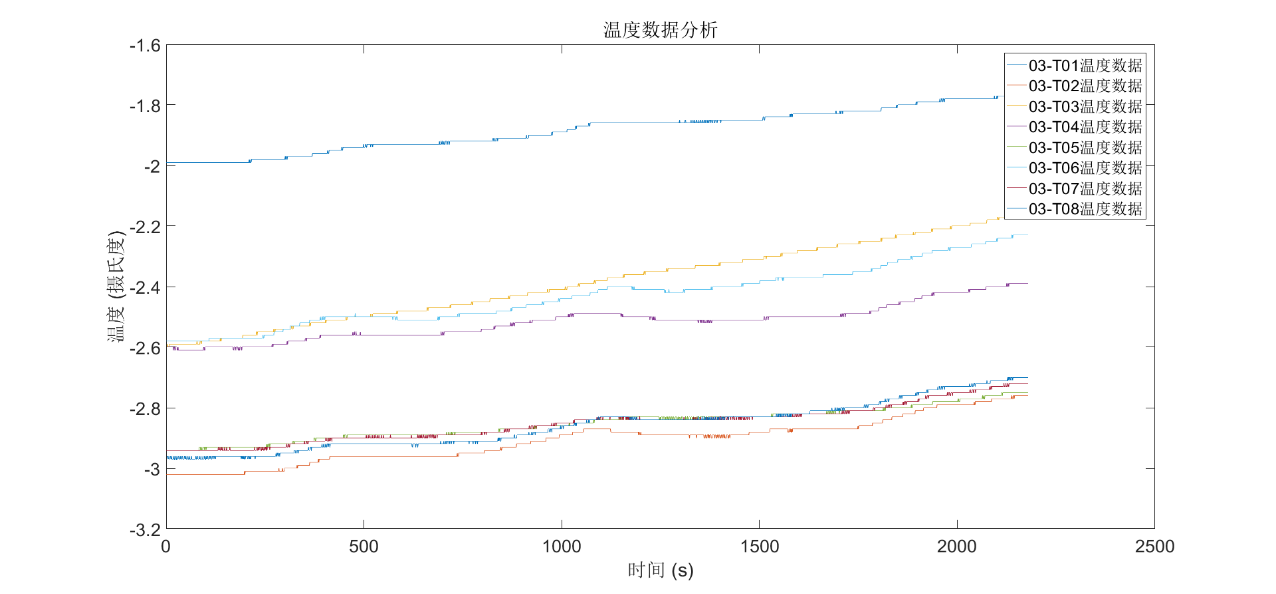 温度数据分析
-1.6
-1.8
-2
-2.2
-2.4
-2.6
-2.8
-3
-3.2
温度 (摄氏度)
0
500
1000
1500
2000
2500
时间 (s)
03-T01温度数据
03-T02温度数据
03-T03温度数据
03-T04温度数据
03-T05温度数据
03-T06温度数据
03-T07温度数据
03-T08温度数据